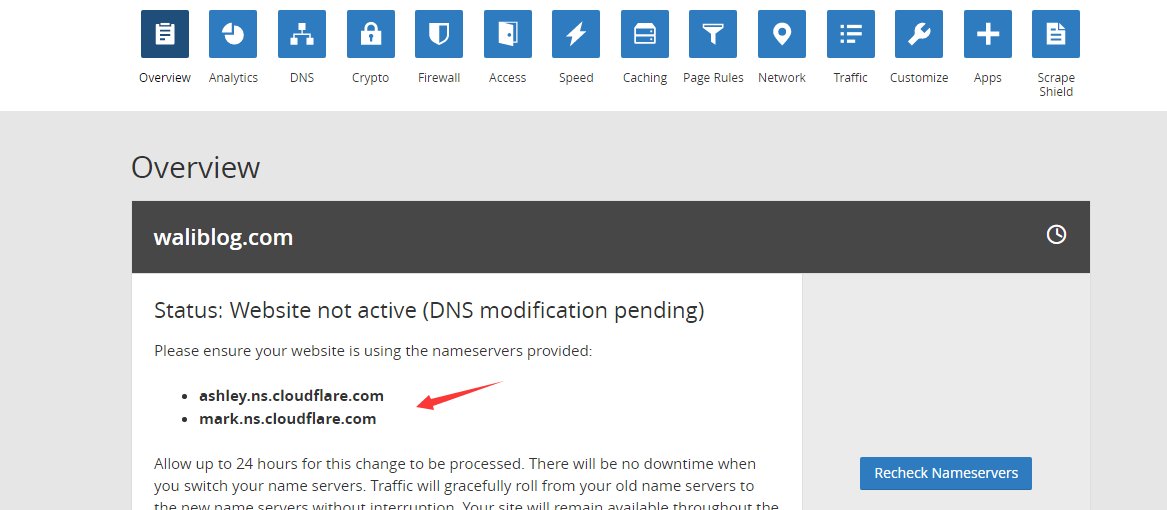 Overview Analytics DNS Crypto Firewall Access Speed Caching Page Rules Network Traffic Customize Apps Scrape
Shield
Overview
waliblog.com
Status: Website not active (DNS modification pending)
Please ensure your website is using the nameservers provided:
ashley.ns.cloudflare.com
mark.ns.cloudflare.com
Allow up to 24 hours for this change to be processed. There will be no downtime when
you switch your name servers. Traffic will gracefully roll from your old name servers to
the new name servers without interruption. Your site will remain available throughout the
Recheck Nameservers